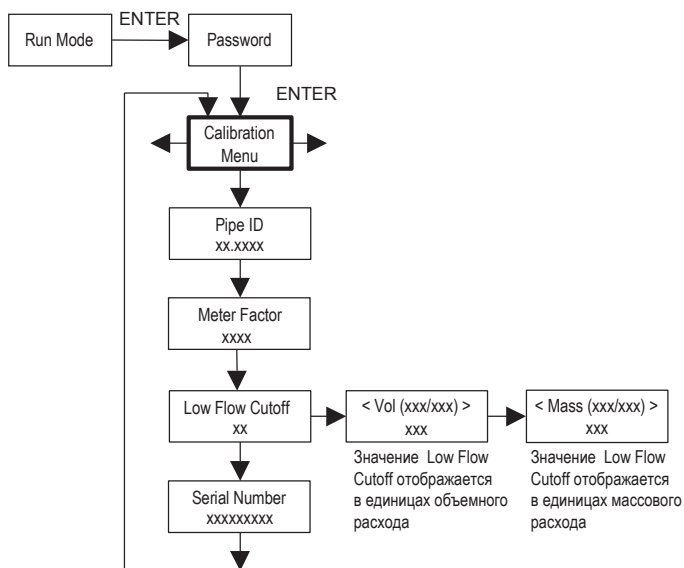 ENTER
Run Mode
Password
ENTER
Calibration
Menu
Pipe ID
xx.xxxx
Meter Factor
xxxx
Low Flow Cutoff
xx
< Vol (xxx/xxx) >
xxx
< Mass (xxx/xxx) >
xxx
Значение Low Flow
Cutoff отображается
в единицах объемного
расхода
Значение Low Flow
Cutoff отображается
в единицах массового
расхода
Serial Number
xxxxxxxxx